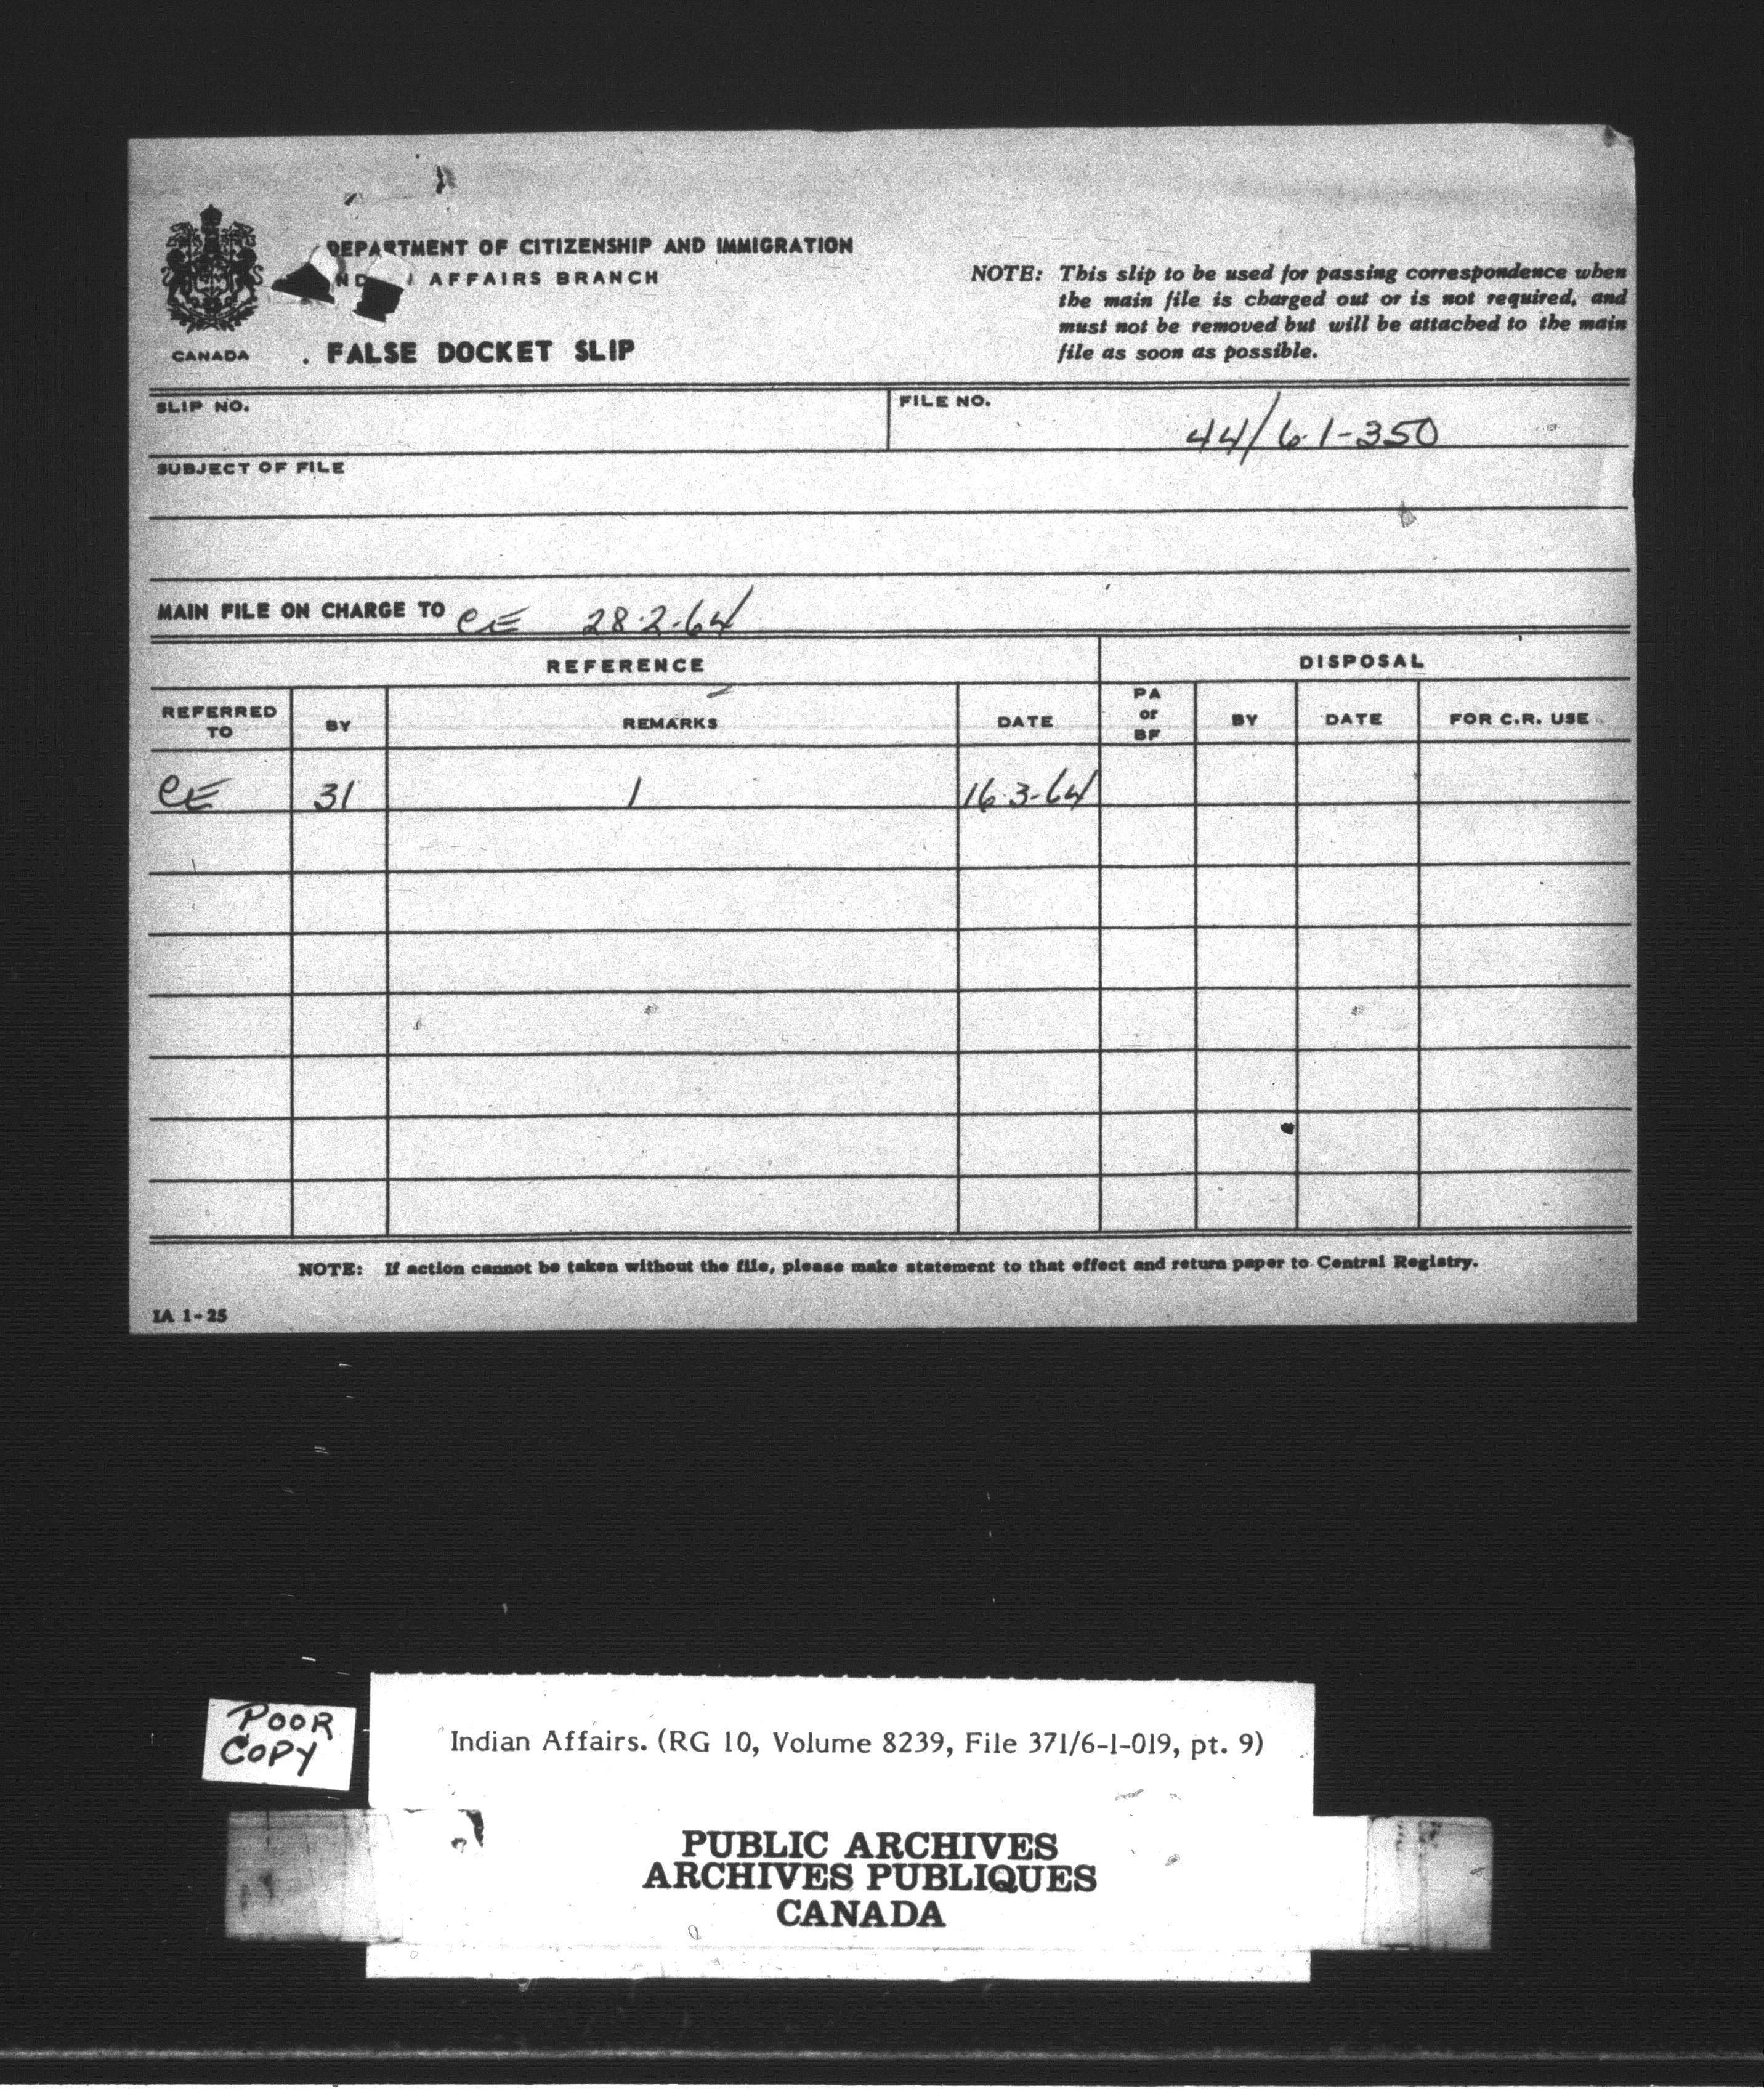 DEPARTMENT OF CITIZENSHIP AND IMMIGRATION
AFFAIRS BRANCH
CANADA
FALSE DOCKET SLIP
NOTE: This slip to be used for passing correspondence when
the main file is charged out or is not required, and
must not be removed but will be attached to the main
file as soon as possible.
SLIP NO.
FILE NO.
44/6-1-350
SUBJECT OF FILE
MAIN FILE ON CHARGE TO CE 28-2-64
REFERENCE DISPOSAL
REFERRED TO BY REMARKS DATE PA or BF BY DATE FOR C.R. USE
CE 31 1 16-3-64
NOTE: If action cannot be taken without the file, please make statement to that effect and return paper to Central Registry.
IA 1-25
POOR
COPY
Indian Affairs. (RG 10, Volume 8239, File 371/6-1-019, pt. 9)
PUBLIC ARCHIVES
ARCHIVES PUBLIQUES
CANADA